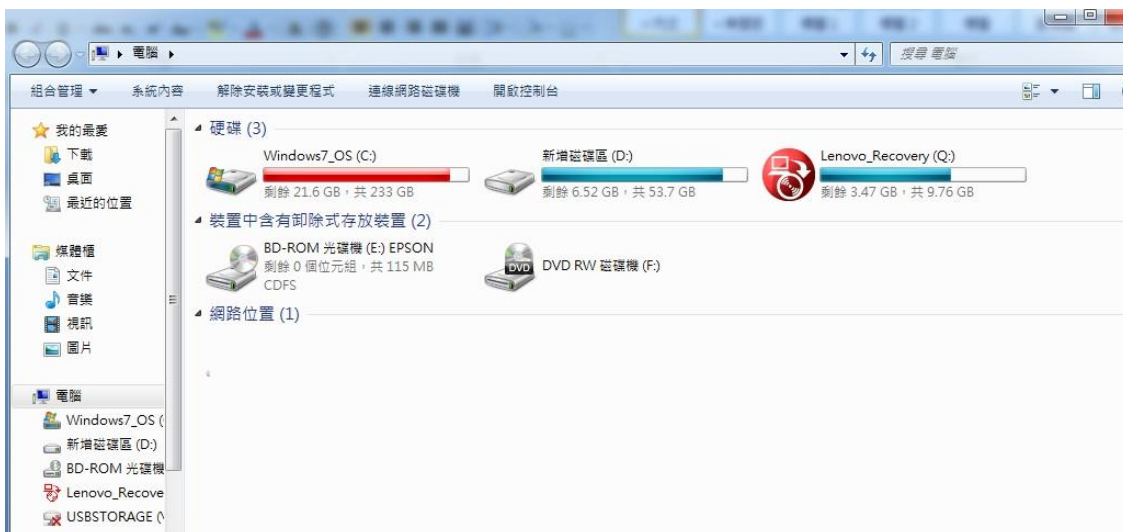 電腦
搜尋 電腦
組合管理
系統內容
解除安裝或變更程式
連線網路磁碟機
開啟控制台
我的最愛
下載
桌面
最近的位置
媒體櫃
文件
音樂
視訊
圖片
電腦
Windows7_OS (
新增磁碟區 (D:)
BD-ROM 光碟機
Lenovo_Recove
USBSTORAGE (\
硬碟 (3)
Windows7_OS (C:)
剩餘 21.6 GB，共 233 GB
新增磁碟區 (D:)
剩餘 6.52 GB，共 53.7 GB
Lenovo_Recovery (Q:)
剩餘 3.47 GB，共 9.76 GB
裝置中含有卸除式存放裝置 (2)
BD-ROM 光碟機 (E:) EPSON
剩餘 0 個位元組，共 115 MB
CDFS
DVD
DVD RW 磁碟機 (F:)
網路位置 (1)